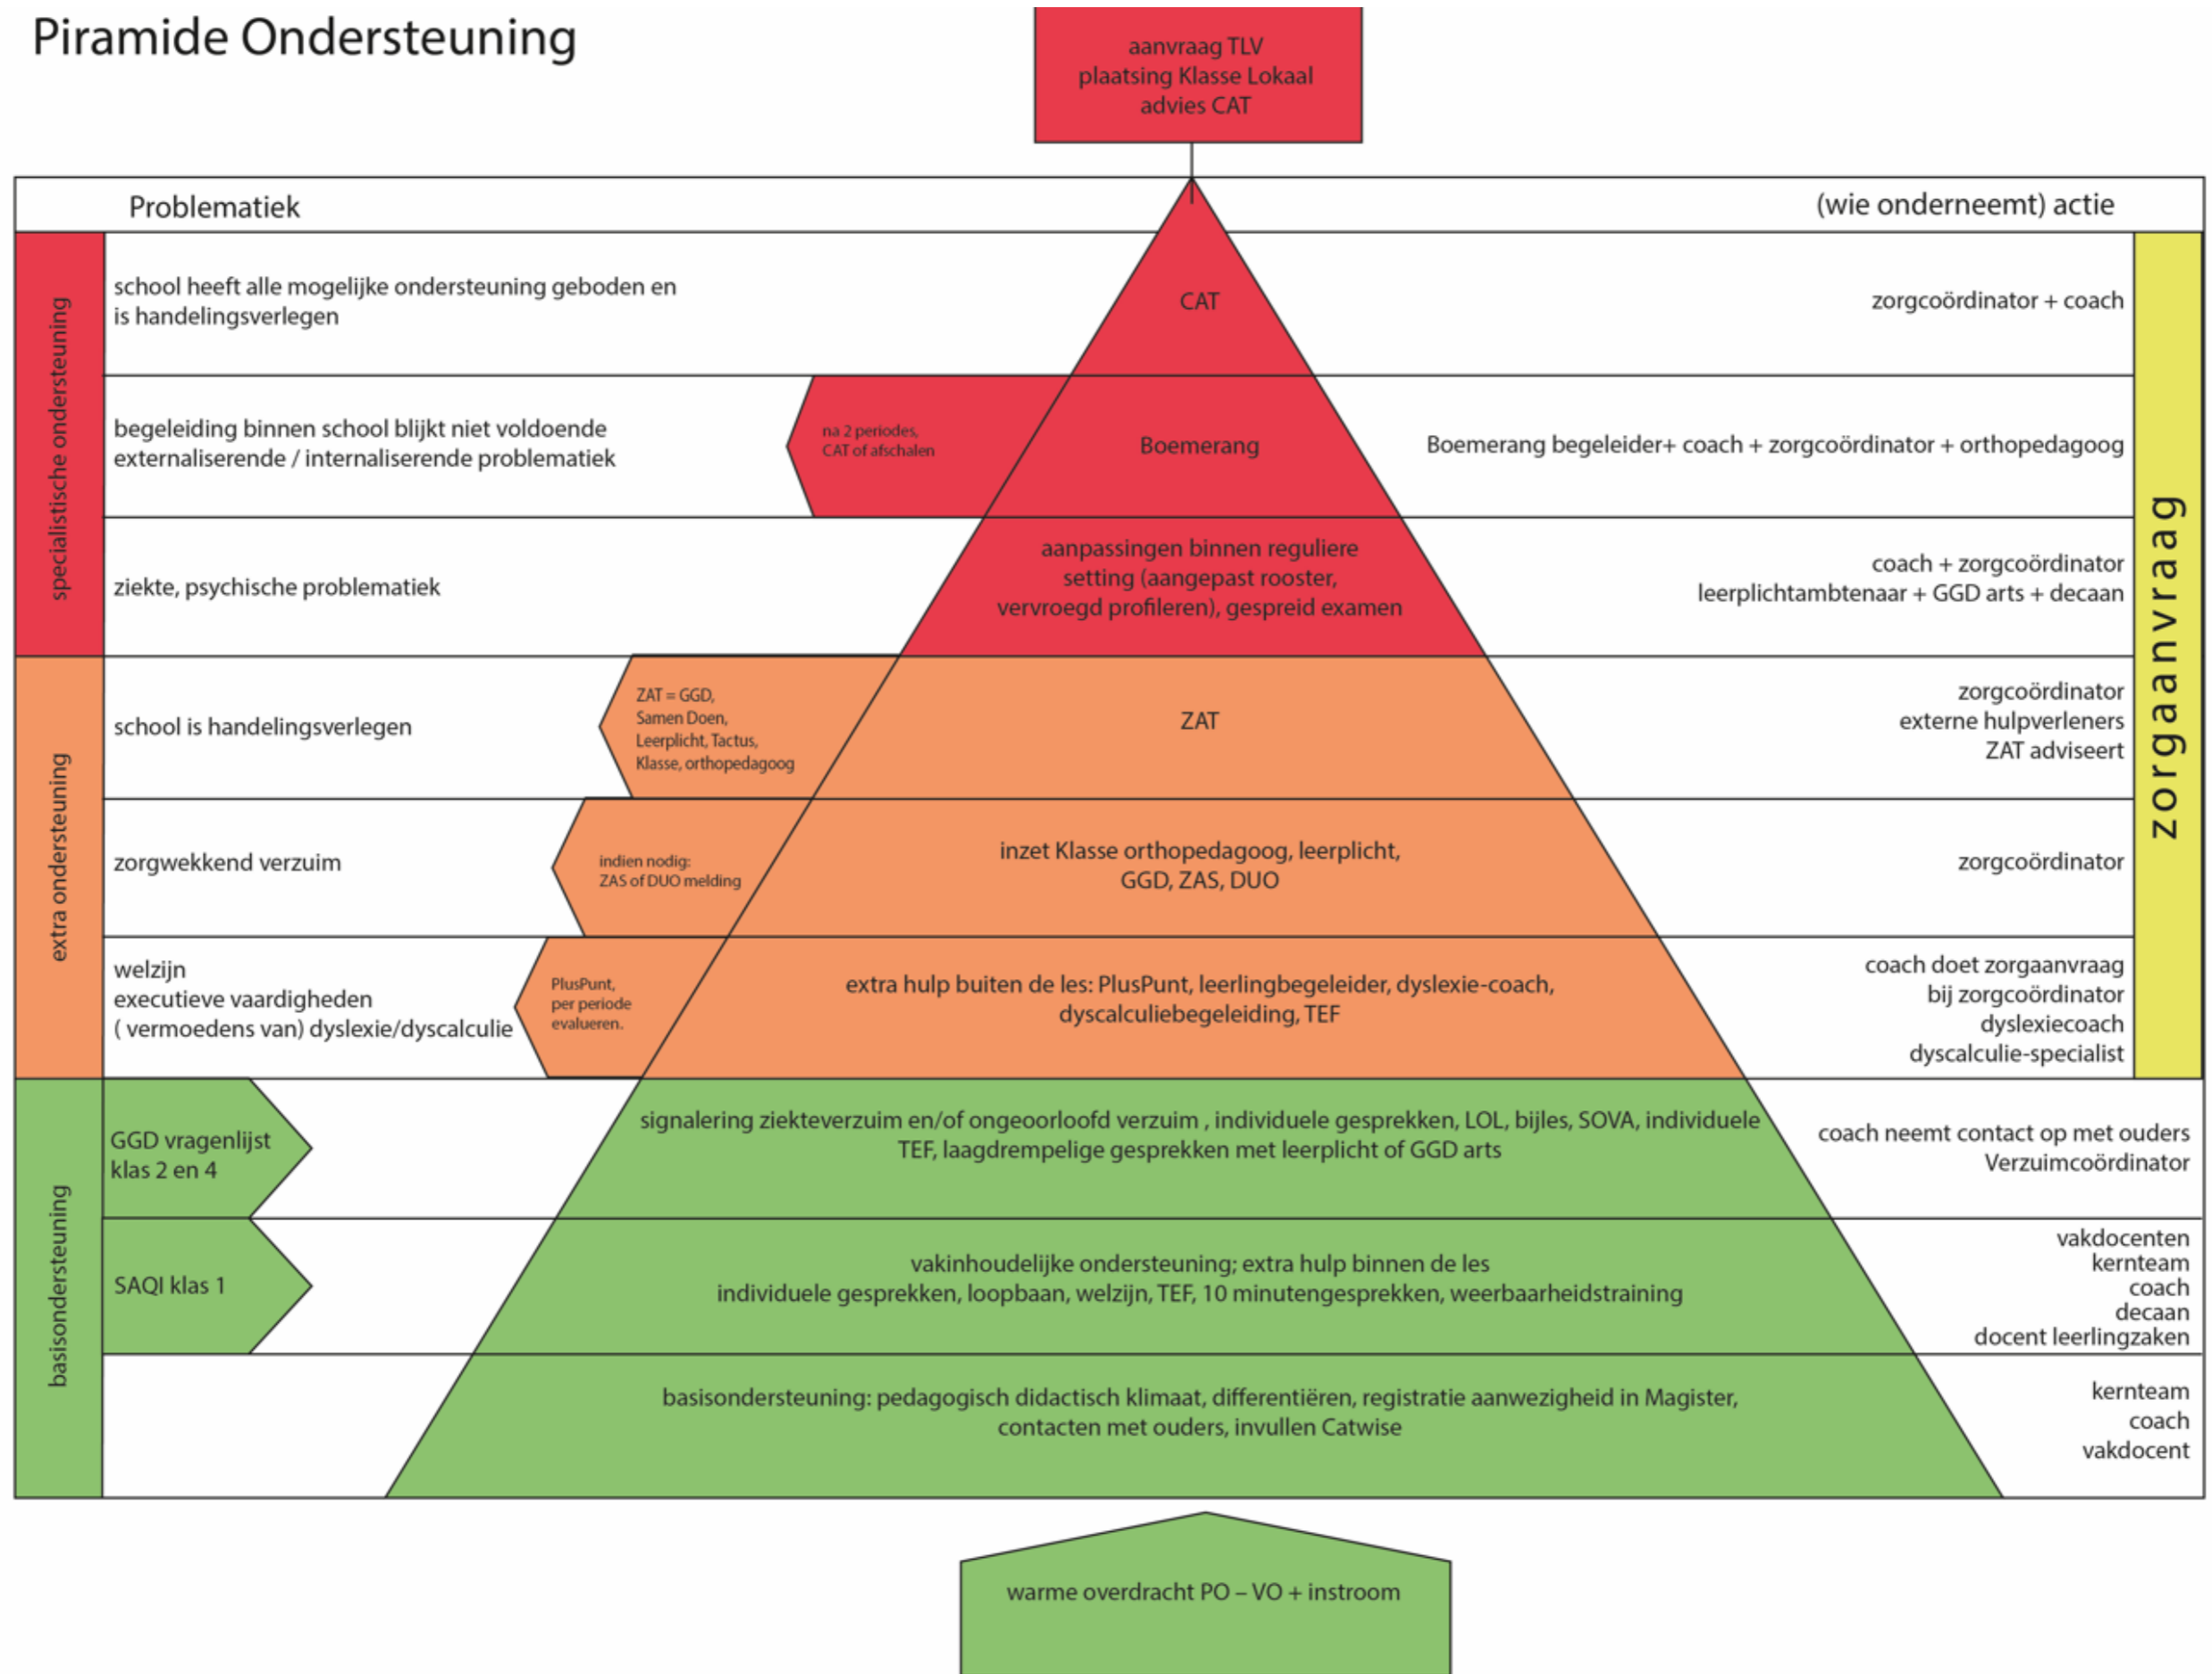 Piramide Ondersteuning
aanvraag TLV
plaatsing Klasse Lokaal
advies CAT
Problematiek
(wie onderneemt) actie
specialistische ondersteuning
school heeft alle mogelijke ondersteuning geboden en
is handelingsverlegen
CAT
zorgcoördinator + coach
zorgaanvraag
begeleiding binnen school blijkt niet voldoende
externaliserende / internaliserende problematiek
na 2 periodes,
CAT of afschalen
Boemerang
Boemerang begeleider+ coach + zorgcoördinator + orthopedagoog
ziekte, psychische problematiek
aanpassingen binnen reguliere
setting (aangepast rooster,
vervroegd profileren), gespreid examen
coach + zorgcoördinator
leerplichtambtenaar + GGD arts + decaan
extra ondersteuning
school is handelingsverlegen
ZAT = GGD,
Samen Doen,
Leerplicht, Tactus,
Klasse, orthopedagoog
ZAT
zorgcoördinator
externe hulpverleners
ZAT adviseert
zorgwekkend verzuim
indien nodig:
ZAS of DUO melding
inzet Klasse orthopedagoog, leerplicht,
GGD, ZAS, DUO
zorgcoördinator
welzijn
executieve vaardigheden
( vermoedens van) dyslexie/dyscalculie
PlusPunt,
per periode
evalueren.
extra hulp buiten de les: PlusPunt, leerlingbegeleider, dyslexie-coach,
dyscalculiebegeleiding, TEF
coach doet zorgaanvraag
bij zorgcoördinator
dyslexiecoach
dyscalculie-specialist
basisondersteuning
GGD vragenlijst
klas 2 en 4
signalering ziekteverzuim en/of ongeoorloofd verzuim , individuele gesprekken, LOL, bijles, SOVA, individuele
TEF, laagdrempelige gesprekken met leerplicht of GGD arts
coach neemt contact op met ouders
Verzuimcoördinator
SAQI klas 1
vakinhoudelijke ondersteuning; extra hulp binnen de les
individuele gesprekken, loopbaan, welzijn, TEF, 10 minutengesprekken, weerbaarheidstraining
vakdocenten
kernteam
coach
decaan
docent leerlingzaken
basisondersteuning: pedagogisch didactisch klimaat, differentiëren, registratie aanwezigheid in Magister,
contacten met ouders, invullen Catwise
kernteam
coach
vakdocent
warme overdracht PO – VO + instroom